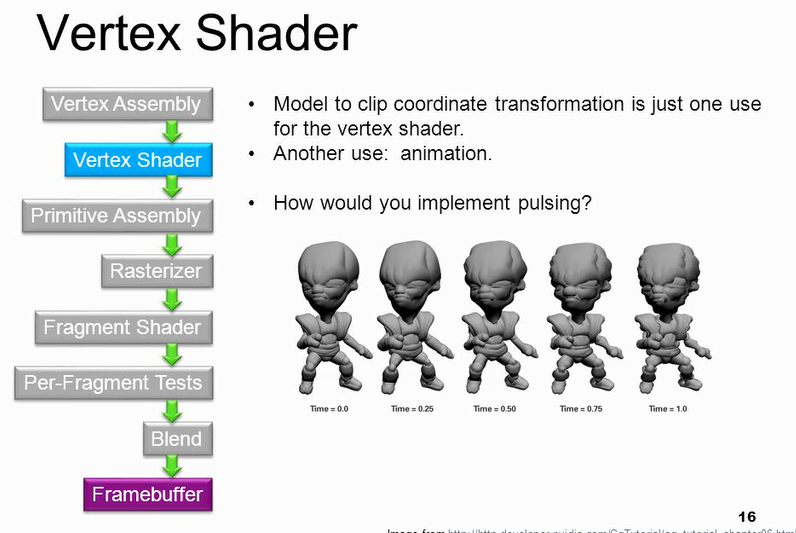 Vertex Shader
Vertex Assembly
Vertex Shader
Primitive Assembly
Rasterizer
Fragment Shader
Per-Fragment Tests
Blend
Framebuffer
• Model to clip coordinate transformation is just one use
for the vertex shader.
• Another use: animation.
• How would you implement pulsing?
Time = 0.0 Time = 0.25 Time = 0.50 Time = 0.75 Time = 1.0
16
Image from http://http.developer.nvidia.com/CgTutorial/cg_tutorial_chapter06.html